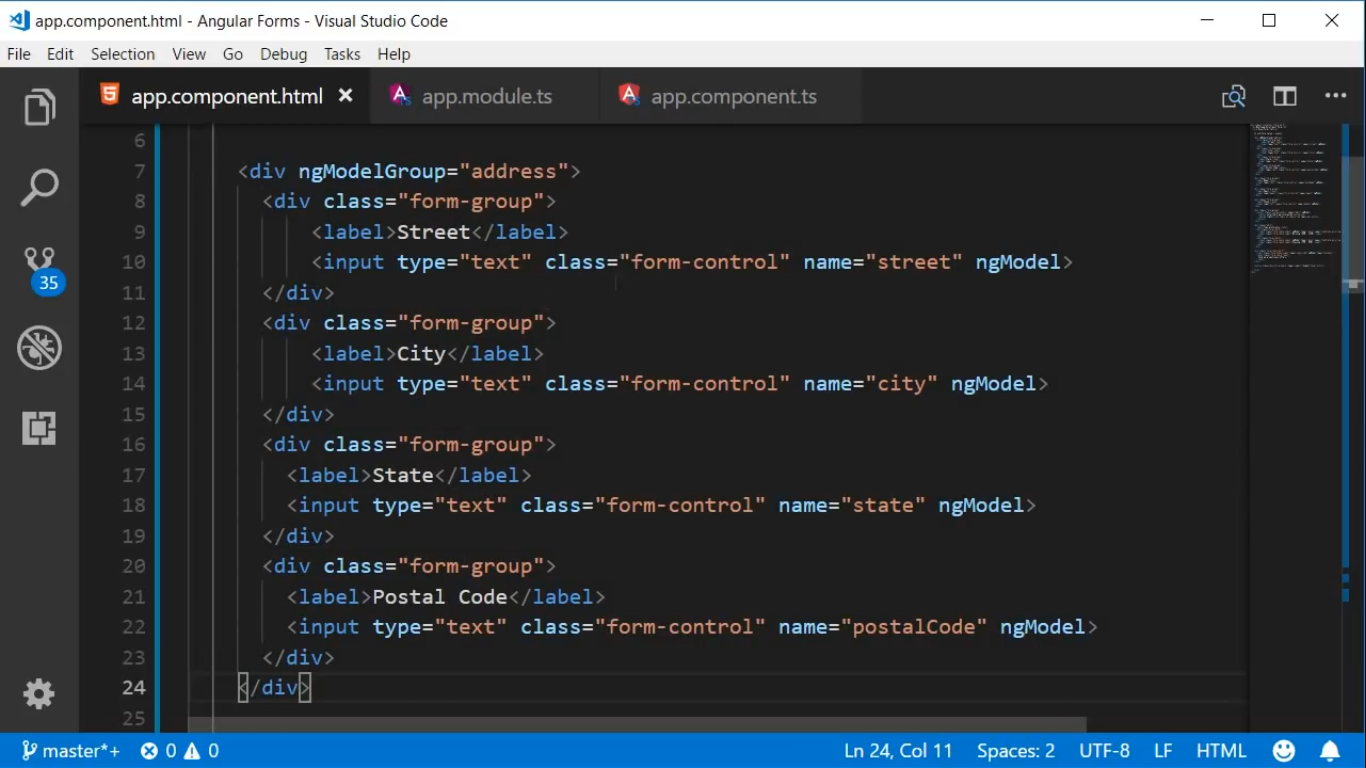 app.component.html - Angular Forms - Visual Studio Code
File Edit Selection View Go Debug Tasks Help
app.component.html app.module.ts app.component.ts
6
7 <div ngModelGroup="address">
8 <div class="form-group">
9 <label>Street</label>
10 <input type="text" class="form-control" name="street" ngModel>
11 </div>
12 <div class="form-group">
13 <label>City</label>
14 <input type="text" class="form-control" name="city" ngModel>
15 </div>
16 <div class="form-group">
17 <label>State</label>
18 <input type="text" class="form-control" name="state" ngModel>
19 </div>
20 <div class="form-group">
21 <label>Postal Code</label>
22 <input type="text" class="form-control" name="postalCode" ngModel>
23 </div>
24 </div>
25
35
master*+ 0 0 Ln 24, Col 11 Spaces: 2 UTF-8 LF HTML